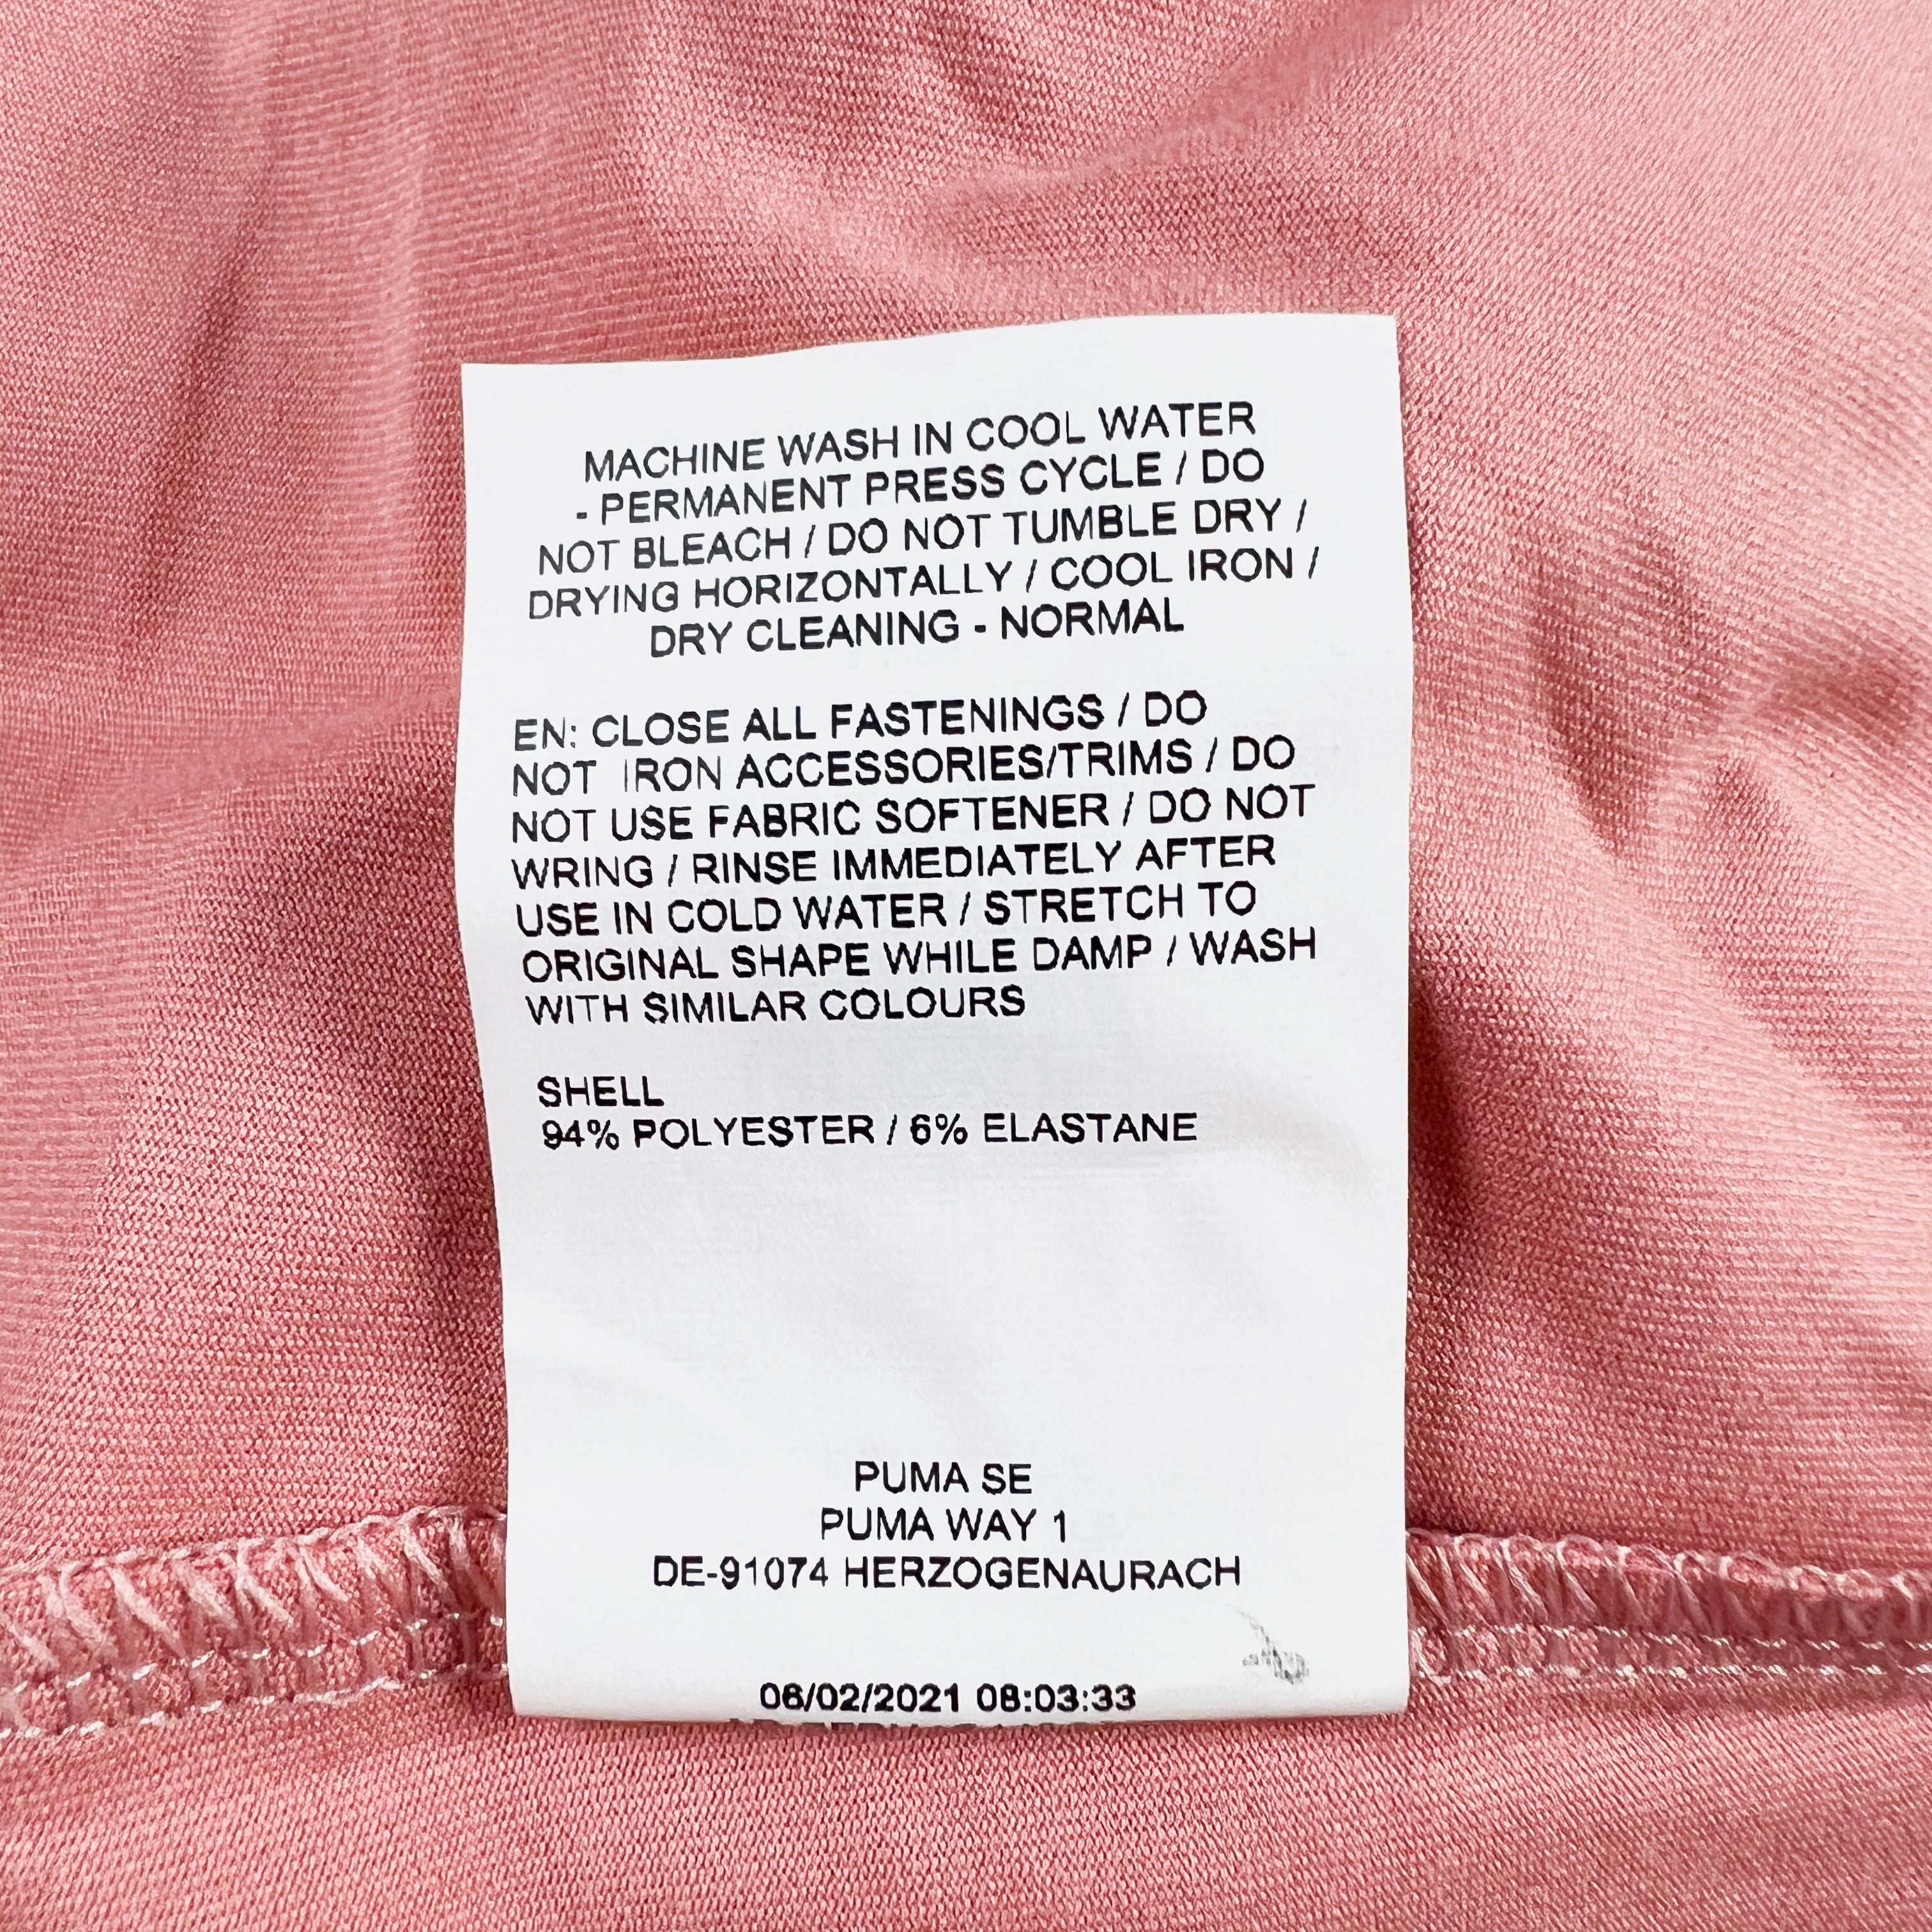 MACHINE WASH IN COOL WATER
- PERMANENT PRESS CYCLE / DO
NOT BLEACH / DO NOT TUMBLE DRY /
DRYING HORIZONTALLY / COOL IRON /
DRY CLEANING - NORMAL
EN: CLOSE ALL FASTENINGS / DO
NOT IRON ACCESSORIES/TRIMS / DO
NOT USE FABRIC SOFTENER / DO NOT
WRING / RINSE IMMEDIATELY AFTER
USE IN COLD WATER / STRETCH TO
ORIGINAL SHAPE WHILE DAMP / WASH
WITH SIMILAR COLOURS
SHELL
94% POLYESTER / 6% ELASTANE
PUMA SE
PUMA WAY 1
DE-91074 HERZOGENAURACH
06/02/2021 08:03:33